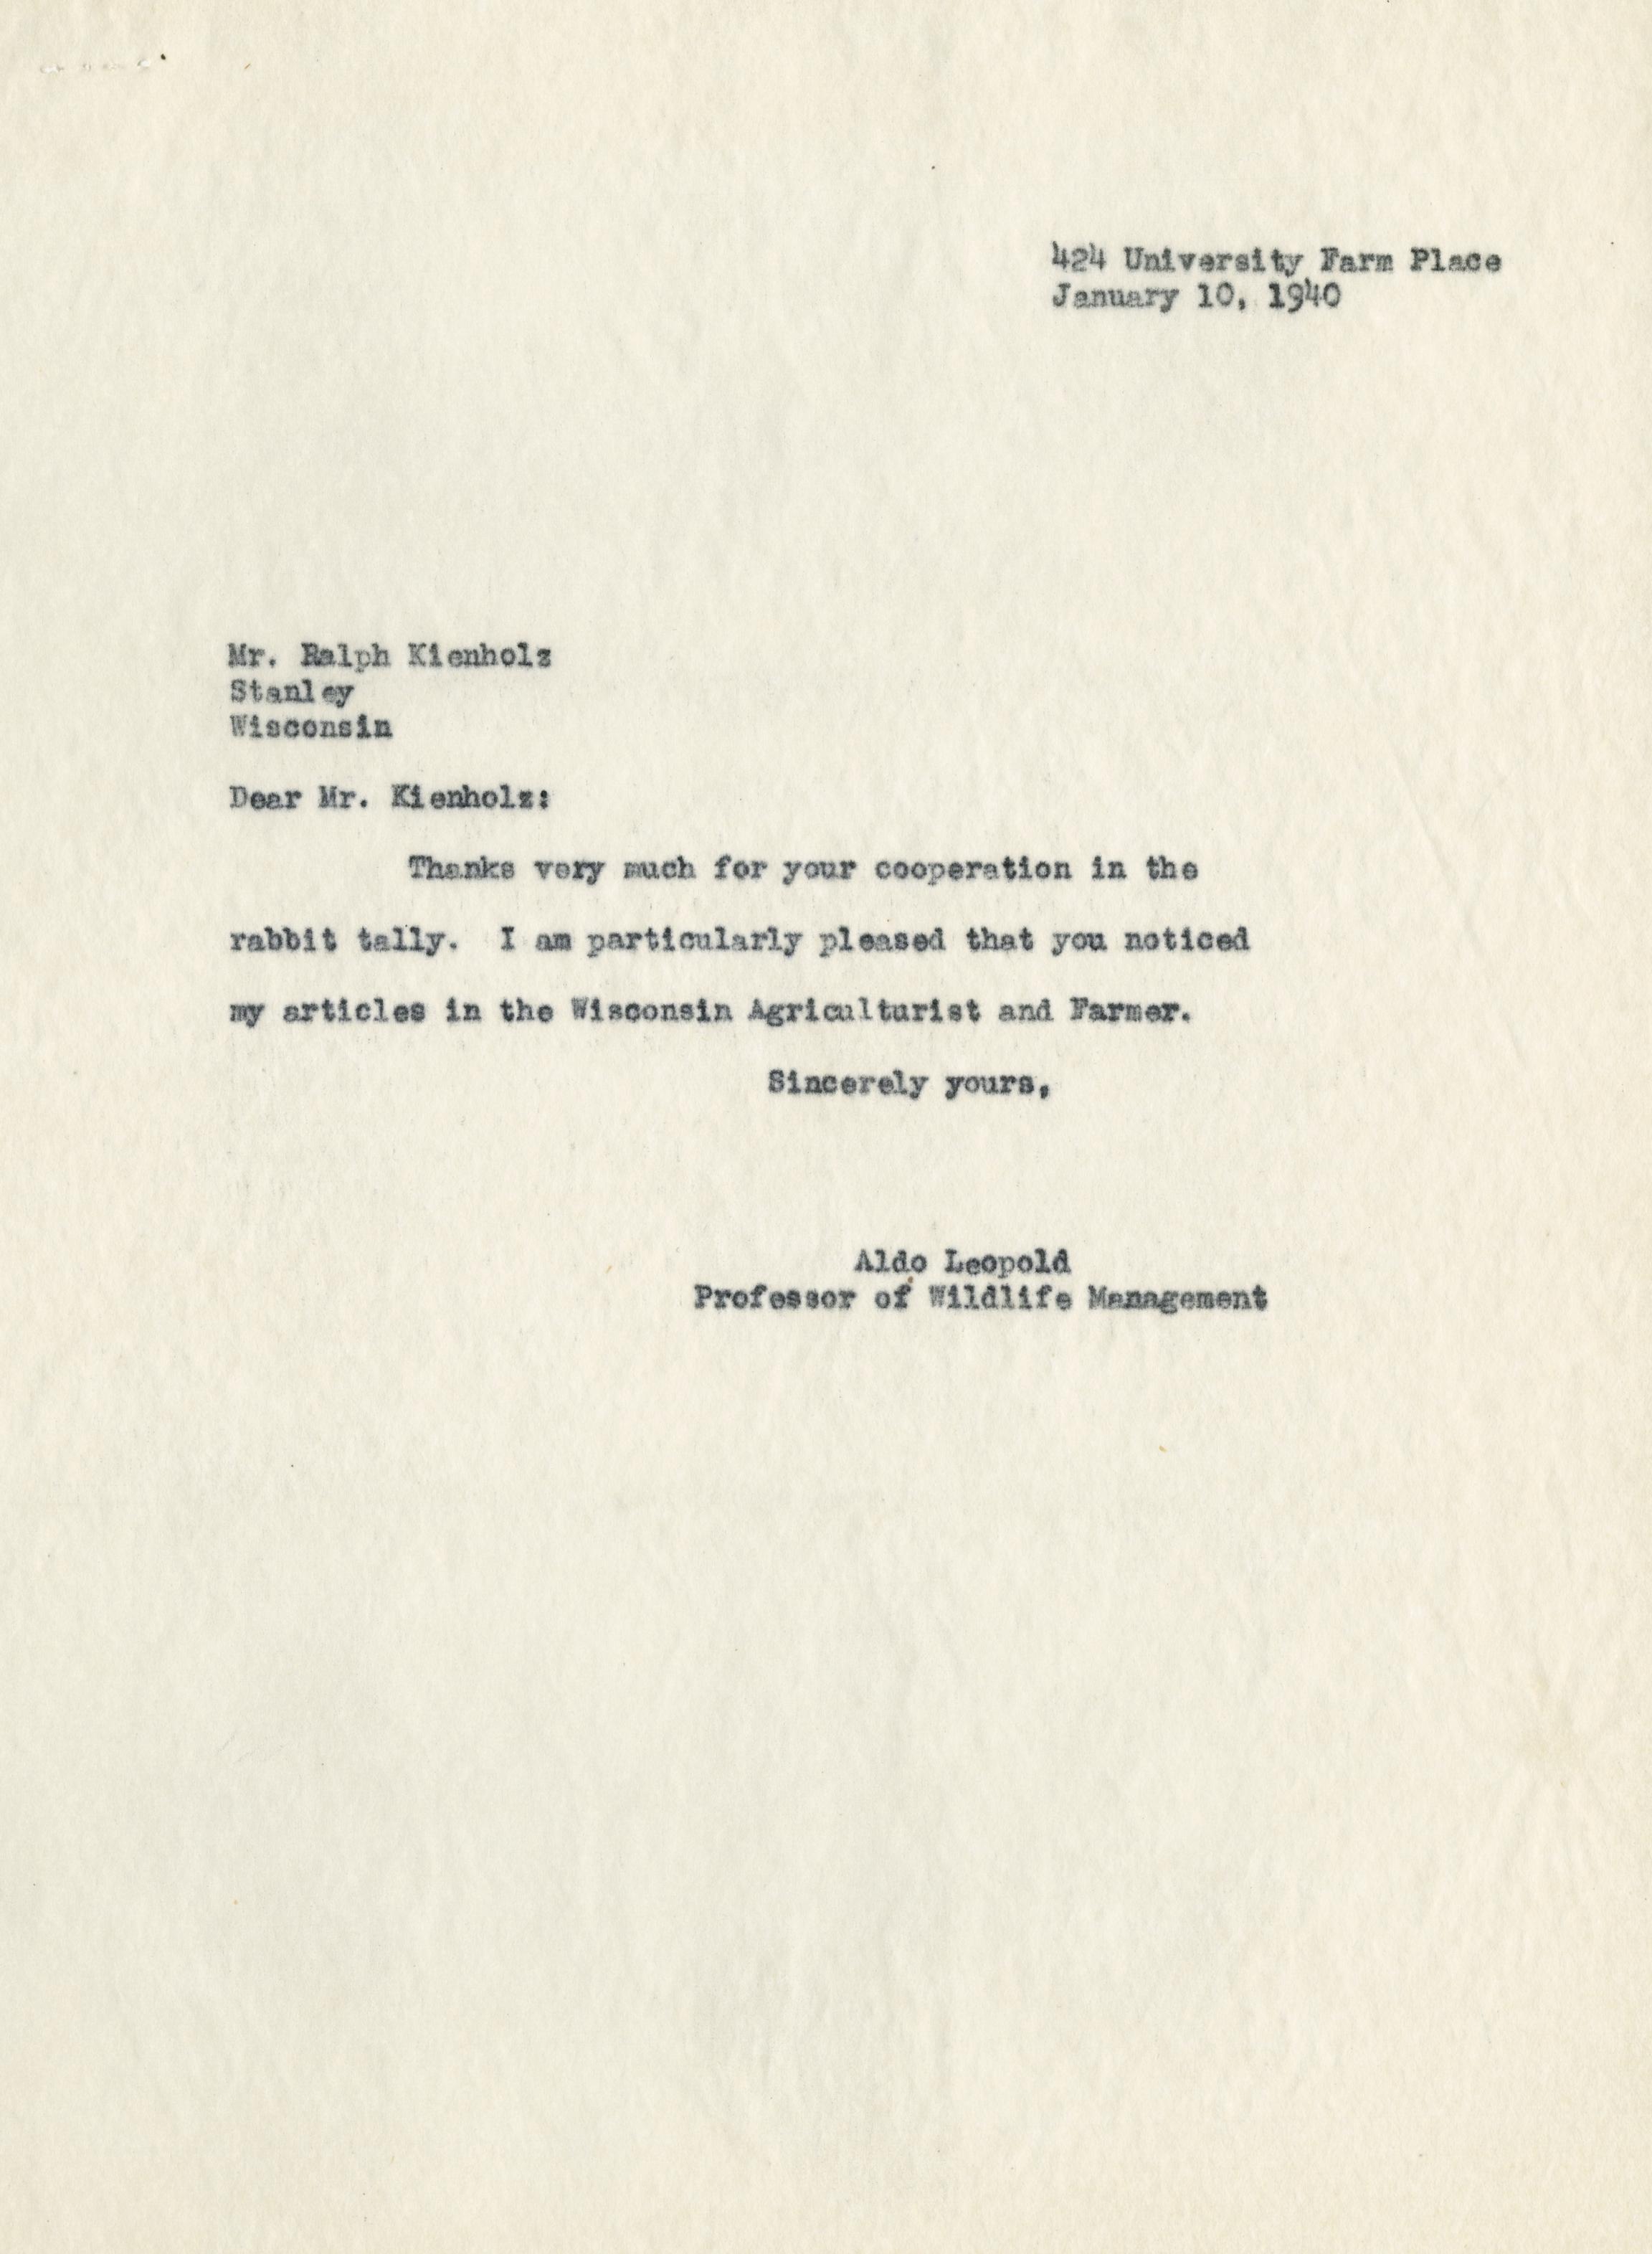 424 University Farm Place
January 10, 1940
Mr. Ralph Kienholz
Stanley
Wisconsin
Dear Mr. Kienholz:
Thanks very much for your cooperation in the
rabbit tally. I am particularly pleased that you noticed
my articles in the Wisconsin Agriculturist and Farmer.
Sincerely yours,
Aldo Leopold
Professor of Wildlife Management